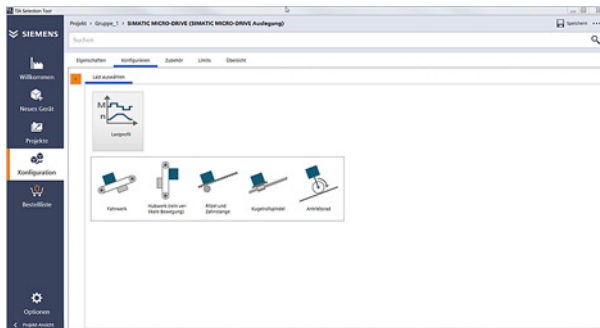 TIA Selection Tool
SIEMENS
Projekt › Gruppe_1 › SIMATIC MICRO-DRIVE (SIMATIC MICRO-DRIVE Auslegung)
Speichern
Suchen
Eigenschaften Konfigurieren Zubehör Limits Übersicht
Last auswählen
Willkommen
Neues Gerät
Projekte
Konfiguration
Bestellliste
Optionen
Projekt Ansicht
M
n
Lastprofil
Fahrwerk
Hubwerk (rein ver-
tikale Bewegung)
Ritzel und
Zahnstange
Kugelrollspindel
Antriebsrad